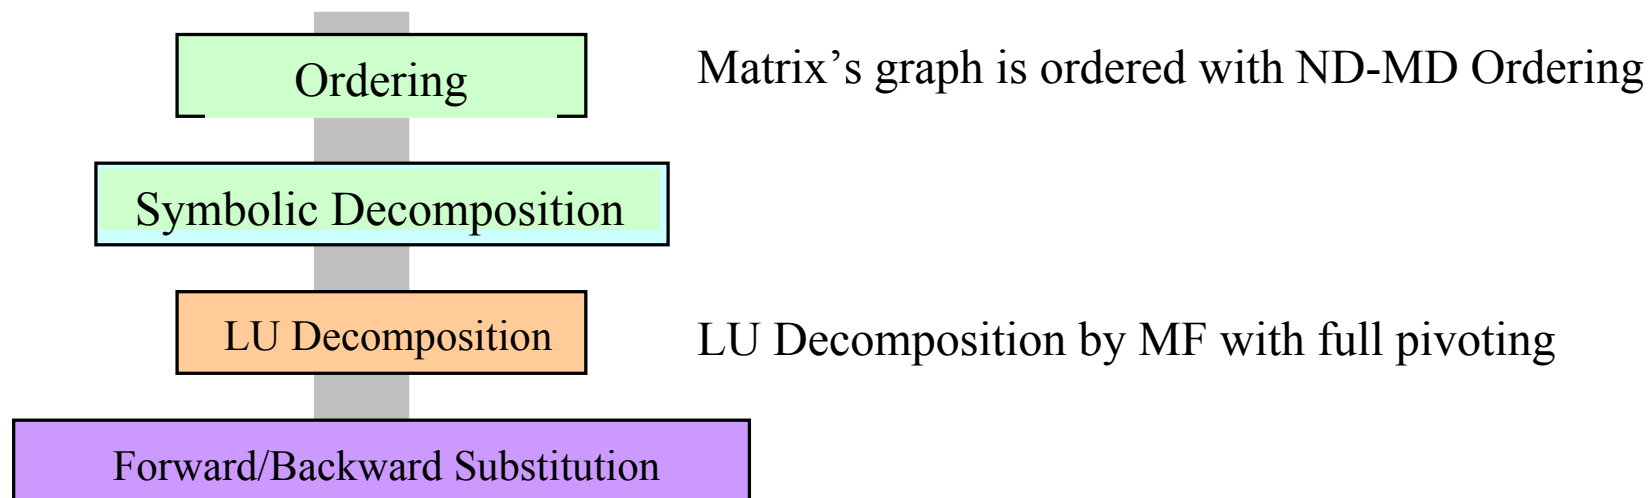 Ordering
Matrix’s graph is ordered with ND-MD Ordering
Symbolic Decomposition
LU Decomposition
LU Decomposition by MF with full pivoting
Forward/Backward Substitution